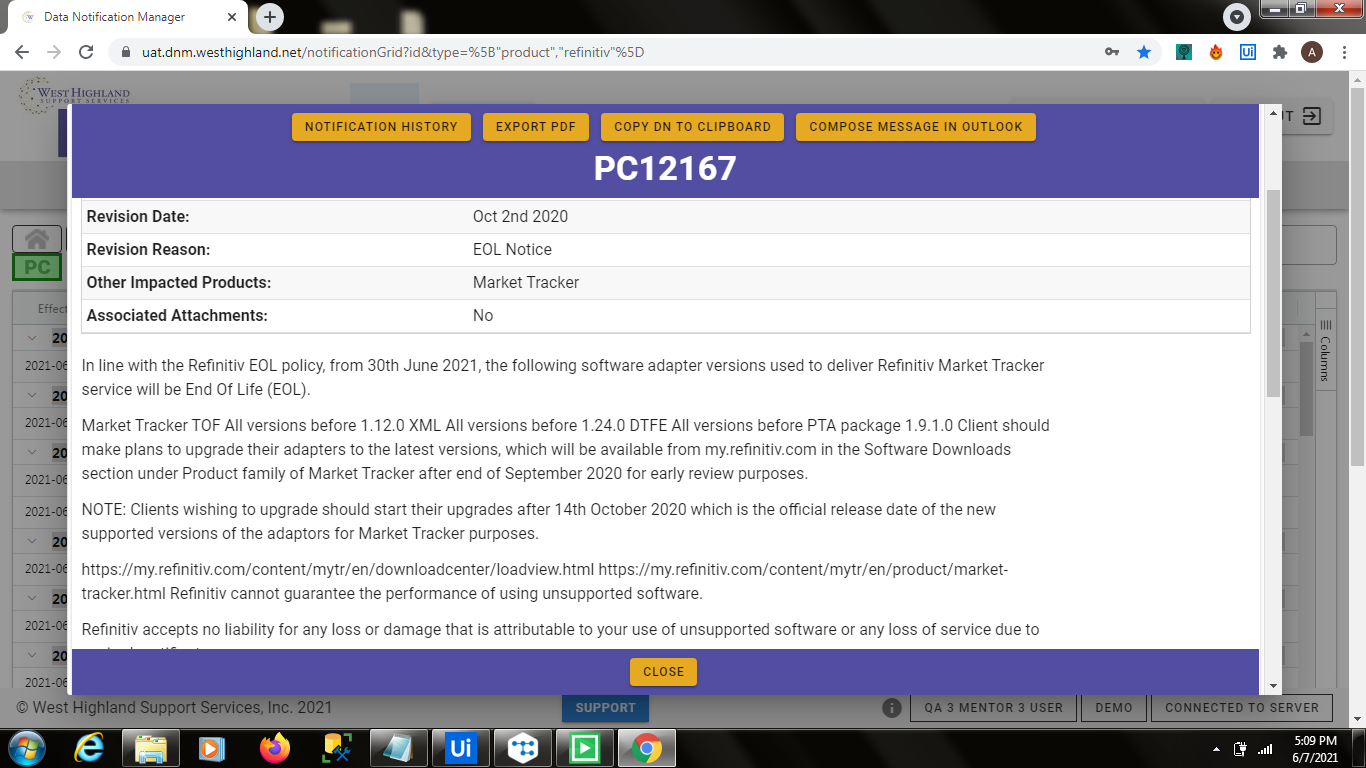 Data Notification Manager
uat.dnm.westhighland.net/notificationGrid?id&type=%5B"product","refinitiv"%5D
A
WEST HIGHLAND
SUPPORT SERVICES
NOTIFICATION HISTORY EXPORT PDF COPY DN TO CLIPBOARD COMPOSE MESSAGE IN OUTLOOK
PC12167
Revision Date: Oct 2nd 2020
Revision Reason: EOL Notice
Other Impacted Products: Market Tracker
Associated Attachments: No
PC
Effect
Columns
20
2021-06
20
2021-06
20
2021-06
2021-06
20
2021-06
20
2021-06
20
2021-06
In line with the Refinitiv EOL policy, from 30th June 2021, the following software adapter versions used to deliver Refinitiv Market Tracker
service will be End Of Life (EOL).
Market Tracker TOF All versions before 1.12.0 XML All versions before 1.24.0 DTFE All versions before PTA package 1.9.1.0 Client should
make plans to upgrade their adapters to the latest versions, which will be available from my.refinitiv.com in the Software Downloads
section under Product family of Market Tracker after end of September 2020 for early review purposes.
NOTE: Clients wishing to upgrade should start their upgrades after 14th October 2020 which is the official release date of the new
supported versions of the adaptors for Market Tracker purposes.
https://my.refinitiv.com/content/mytr/en/downloadcenter/loadview.html https://my.refinitiv.com/content/mytr/en/product/market-
tracker.html Refinitiv cannot guarantee the performance of using unsupported software.
Refinitiv accepts no liability for any loss or damage that is attributable to your use of unsupported software or any loss of service due to
CLOSE
© West Highland Support Services, Inc. 2021
SUPPORT
QA 3 MENTOR 3 USER DEMO CONNECTED TO SERVER
Ui
5:09 PM
6/7/2021